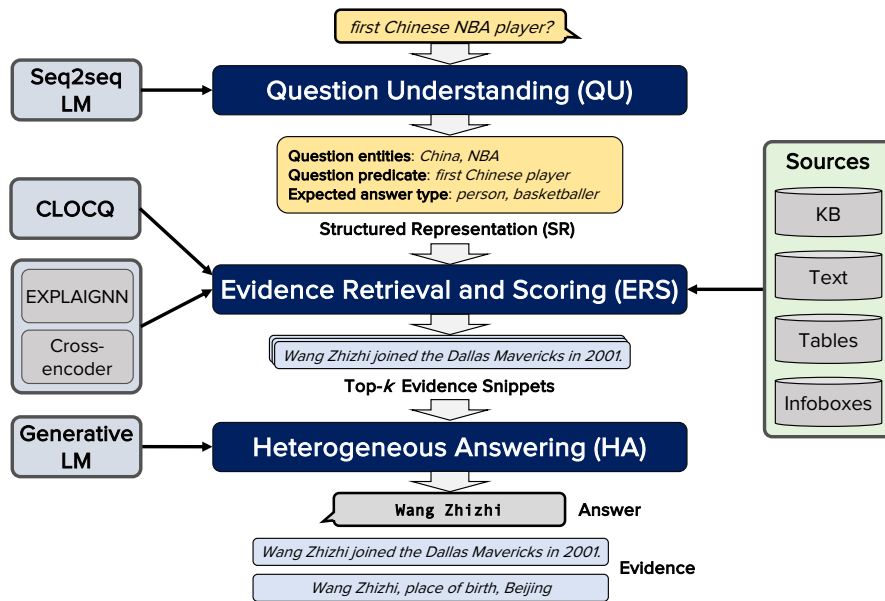 first Chinese NBA player?
Seq2seq
LM
Question Understanding (QU)
Question entities: China, NBA
Question predicate: first Chinese player
Expected answer type: person, basketballer
Structured Representation (SR)
CLOCQ
EXPLAIGNN
Cross-
encoder
Evidence Retrieval and Scoring (ERS)
Sources
KB
Text
Tables
Infoboxes
Wang Zhizhi joined the Dallas Mavericks in 2001.
Top-k Evidence Snippets
Generative
LM
Heterogeneous Answering (HA)
Wang Zhizhi
Answer
Wang Zhizhi joined the Dallas Mavericks in 2001.
Evidence
Wang Zhizhi, place of birth, Beijing